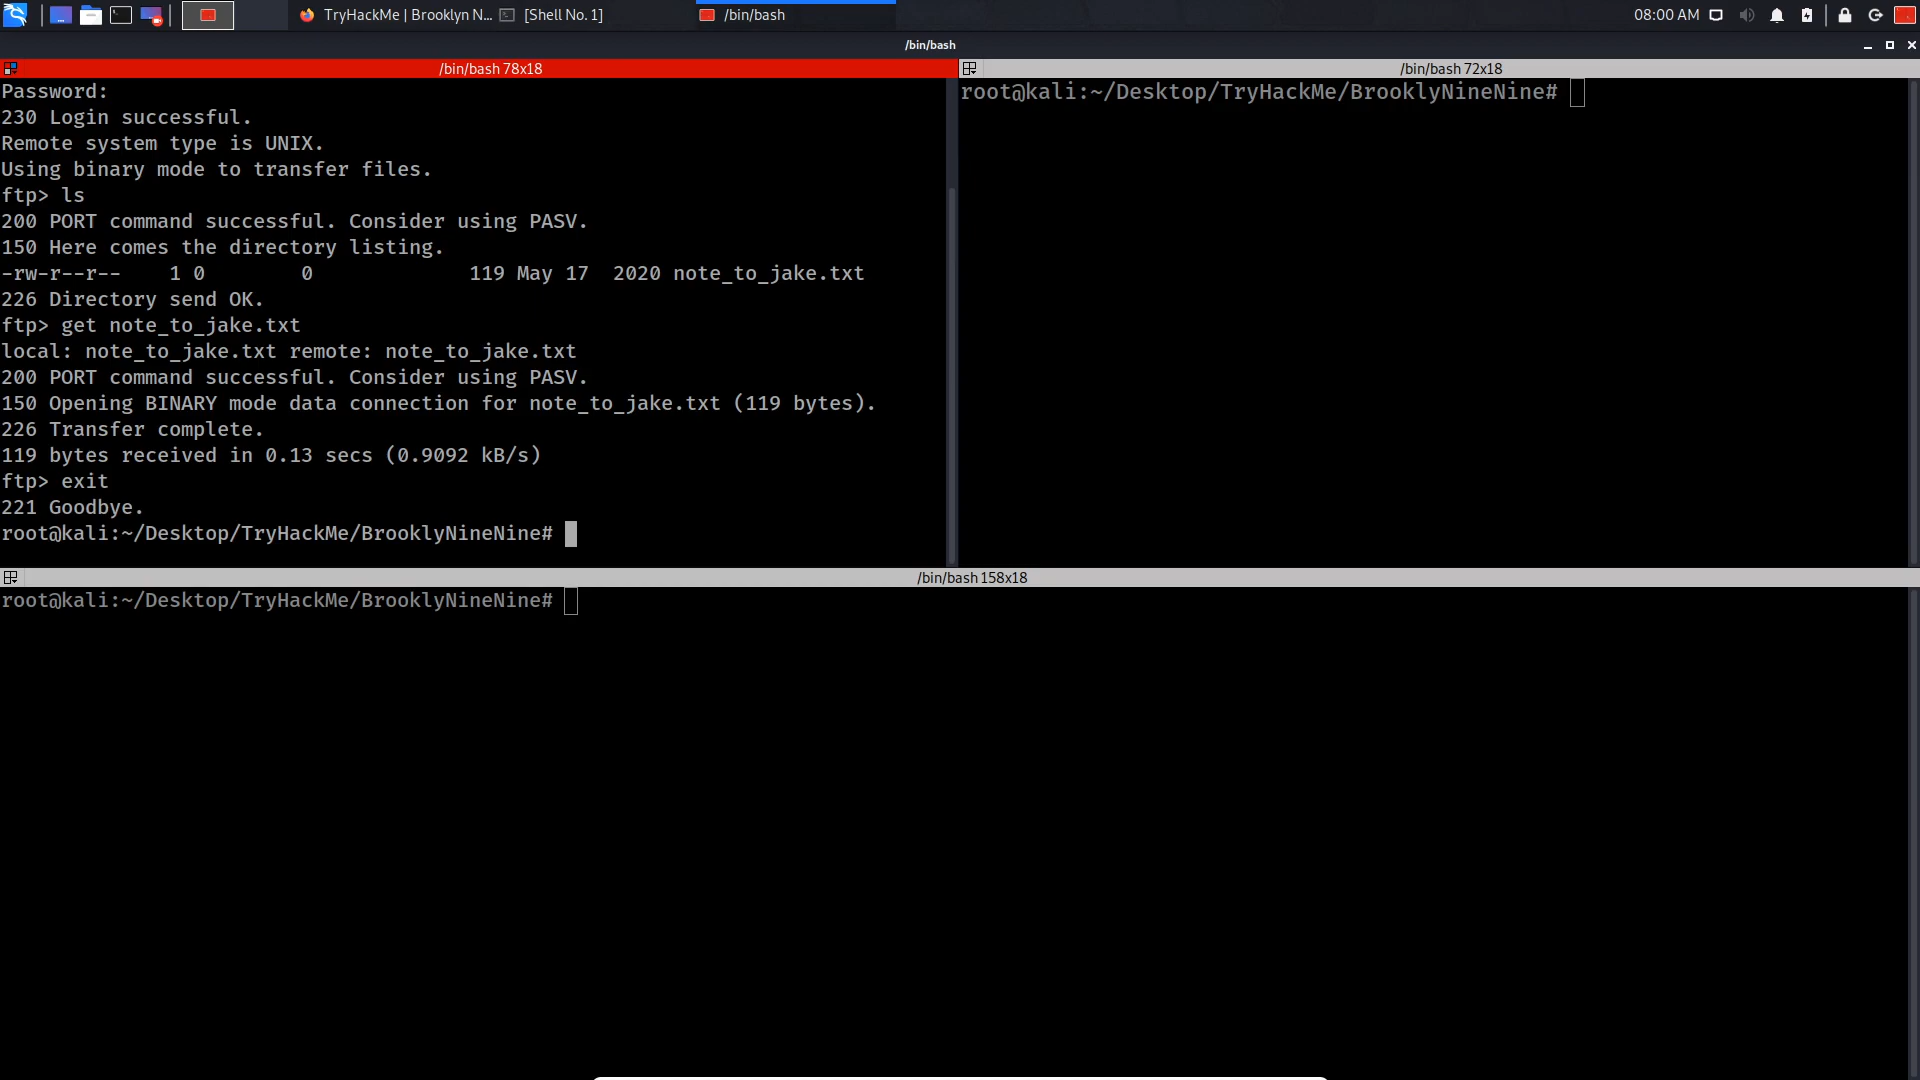 TryHackMe | Brooklyn N...
[Shell No. 1]
/bin/bash
08:00 AM
/bin/bash
/bin/bash 78x18
Password:
230 Login successful.
Remote system type is UNIX.
Using binary mode to transfer files.
ftp> ls
200 PORT command successful. Consider using PASV.
150 Here comes the directory listing.
-rw-r--r--    1 0        0             119 May 17  2020 note_to_jake.txt
226 Directory send OK.
ftp> get note_to_jake.txt
local: note_to_jake.txt remote: note_to_jake.txt
200 PORT command successful. Consider using PASV.
150 Opening BINARY mode data connection for note_to_jake.txt (119 bytes).
226 Transfer complete.
119 bytes received in 0.13 secs (0.9092 kB/s)
ftp> exit
221 Goodbye.
root@kali:~/Desktop/TryHackMe/BrooklyNineNine#
/bin/bash 72x18
root@kali:~/Desktop/TryHackMe/BrooklyNineNine#
/bin/bash 158x18
root@kali:~/Desktop/TryHackMe/BrooklyNineNine#